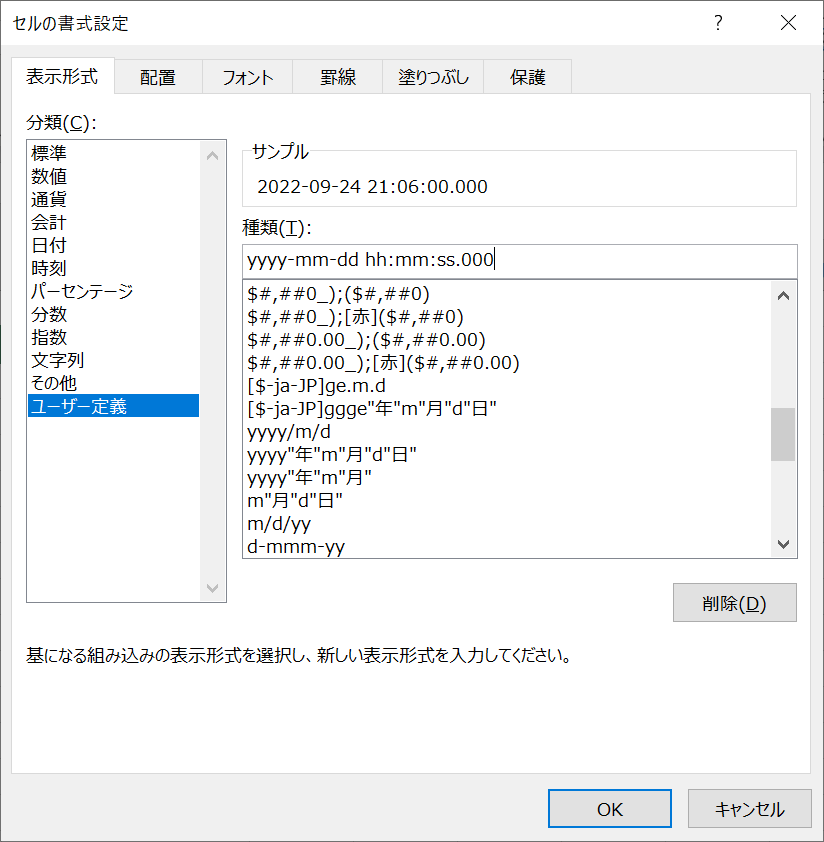 セルの書式設定
?
表示形式 配置 フォント 罫線 塗りつぶし 保護
分類(C):
標準
数値
通貨
会計
日付
時刻
パーセンテージ
分数
指数
文字列
その他
ユーザー定義
サンプル
2022-09-24 21:06:00.000
種類(T):
yyyy-mm-dd hh:mm:ss.000
$#,##0_);($#,##0)
$#,##0_);[赤]($#,##0)
$#,##0.00_);($#,##0.00)
$#,##0.00_);[赤]($#,##0.00)
[$-ja-JP]ge.m.d
[$-ja-JP]ggge"年"m"月"d"日"
yyyy/m/d
yyyy"年"m"月"d"日"
yyyy"年"m"月"
m"月"d"日"
m/d/yy
d-mmm-yy
削除(D)
基になる組み込みの表示形式を選択し、新しい表示形式を入力してください。
OK
キャンセル